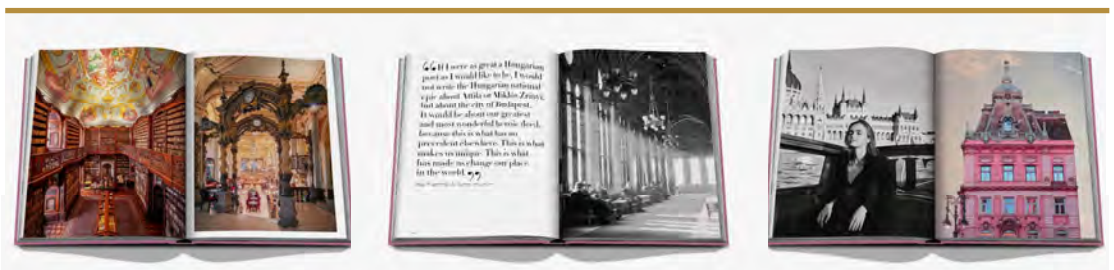 “If I were as great a Hungarian
poet as I would like to be, I would
not write the Hungarian national
epic about Attila or Miklós Zrínyi,
but about the city of Budapest.
It would be about our greatest
and most wonderful heroic deed,
because this is what has no
precedent elsewhere. This is what
makes us unique. This is what
has made us change our place
in the world.”